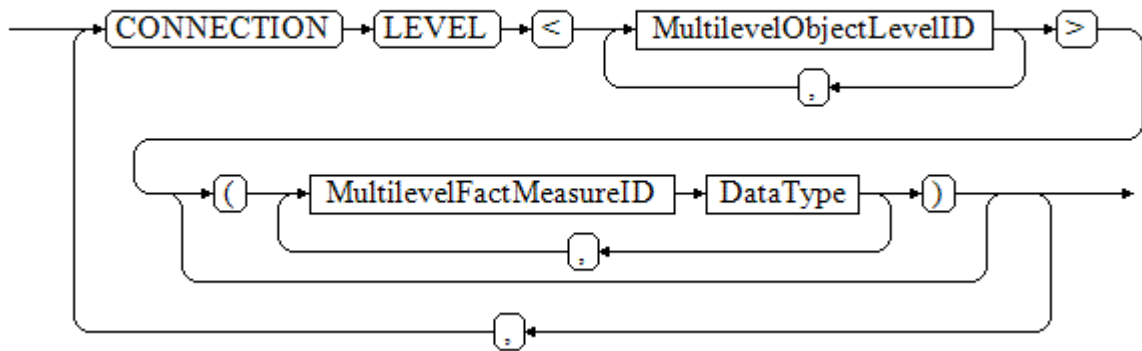 CONNECTION LEVEL < MultilevelObjectLevelID >
,
( MultilevelFactMeasureID DataType )
,
,